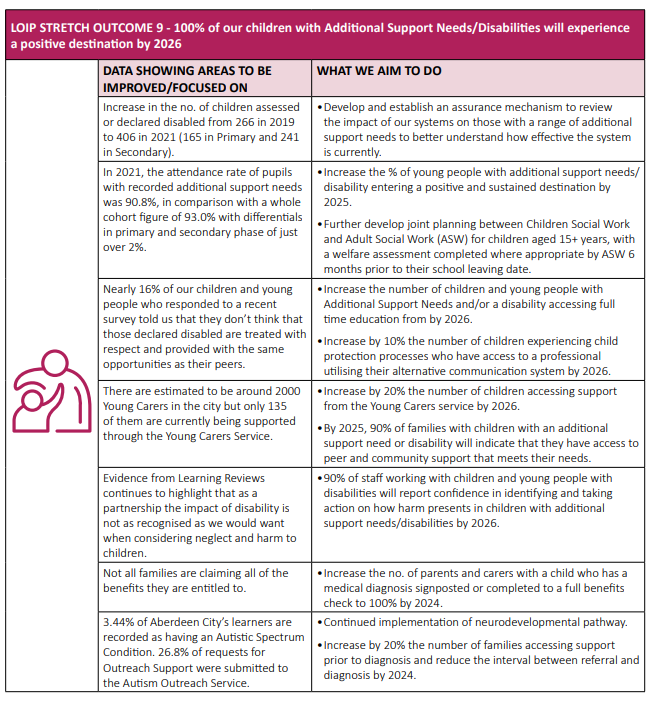 LOIP STRETCH OUTCOME 9 - 100% of our children with Additional Support Needs/Disabilities will experience
a positive destination by 2026
DATA SHOWING AREAS TO BE
IMPROVED/FOCUSED ON
WHAT WE AIM TO DO
Increase in the no. of children assessed
or declared disabled from 266 in 2019
to 406 in 2021 (165 in Primary and 241
in Secondary).
•Develop and establish an assurance mechanism to review
the impact of our systems on those with a range of additional
support needs to better understand how effective the system
is currently.
In 2021, the attendance rate of pupils
with recorded additional support needs
was 90.8%, in comparison with a whole
cohort figure of 93.0% with differentials
in primary and secondary phase of just
over 2%.
•Increase the % of young people with additional support needs/
disability entering a positive and sustained destination by
2025.
•Further develop joint planning between Children Social Work
and Adult Social Work (ASW) for children aged 15+ years, with
a welfare assessment completed where appropriate by ASW 6
months prior to their school leaving date.
Nearly 16% of our children and young
people who responded to a recent
survey told us that they don't think that
those declared disabled are treated with
respect and provided with the same
opportunities as their peers.
•Increase the number of children and young people with
Additional Support Needs and/or a disability accessing full
time education from by 2026.
•Increase by 10% the number of children experiencing child
protection processes who have access to a professional
utilising their alternative communication system by 2026.
There are estimated to be around 2000
Young Carers in the city but only 135
of them are currently being supported
through the Young Carers Service.
•Increase by 20% the number of children accessing support
from the Young Carers service by 2026.
•By 2025, 90% of families with children with an additional
support need or disability will indicate that they have access to
peer and community support that meets their needs.
Evidence from Learning Reviews
continues to highlight that as a
partnership the impact of disability is
not as recognised as we would want
when considering neglect and harm to
children.
•90% of staff working with children and young people with
disabilities will report confidence in identifying and taking
action on how harm presents in children with additional
support needs/disabilities by 2026.
Not all families are claiming all of the
benefits they are entitled to.
•Increase the no. of parents and carers with a child who has a
medical diagnosis signposted or completed to a full benefits
check to 100% by 2024.
3.44% of Aberdeen City's learners are
recorded as having an Autistic Spectrum
Condition. 26.8% of requests for
Outreach Support were submitted to
the Autism Outreach Service.
•Continued implementation of neurodevelopmental pathway.
•Increase by 20% the number of families accessing support
prior to diagnosis and reduce the interval between referral and
diagnosis by 2024.